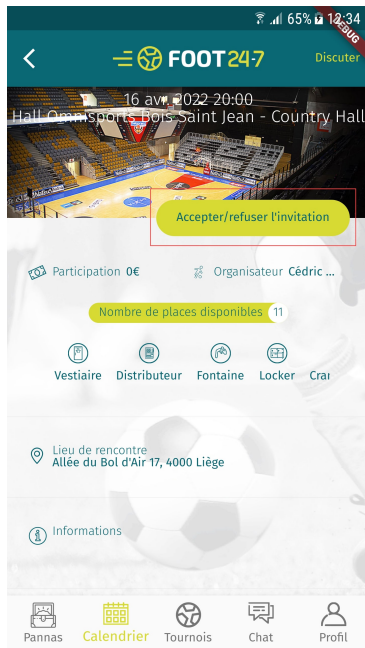 65% 12:34
DEBUG
FOOT24·7
Discuter
16 avr. 2022 20:00
Hall Omnisports Bois Saint Jean - Country Hall
Accepter/refuser l'invitation
Participation 0€
Organisateur Cédric ...
Nombre de places disponibles 11
Vestiaire Distributeur Fontaine Locker Crar
Lieu de rencontre
Allée du Bol d'Air 17, 4000 Liège
Informations
Pannas Calendrier Tournois Chat Profil